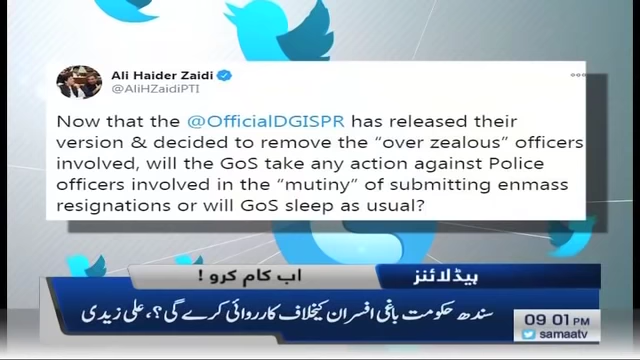 Ali Haider Zaidi
@AliHZaidiPTI
Now that the @OfficialDGISPR has released their
version & decided to remove the “over zealous” officers
involved, will the GoS take any action against Police
officers involved in the “mutiny” of submitting enmass
resignations or will GoS sleep as usual?
ہیڈلائنز
اب کام کرو !
سندھ حکومت باغی افسران کیخلاف کارروائی کرے گی؟، علی زیدی
09 01 PM
samaatv